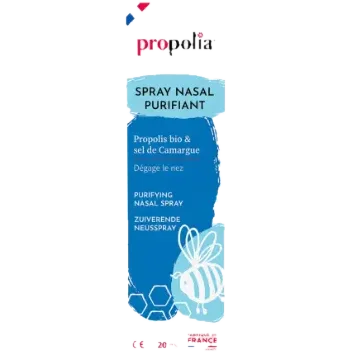 propolia
SPRAY NASAL
PURIFIANT
Propolis bio &
sel de Camargue
Dégage le nez
PURIFYING
NASAL SPRAY
ZUIVERENDE
NEUSSPRAY
CE 20
FRANCE